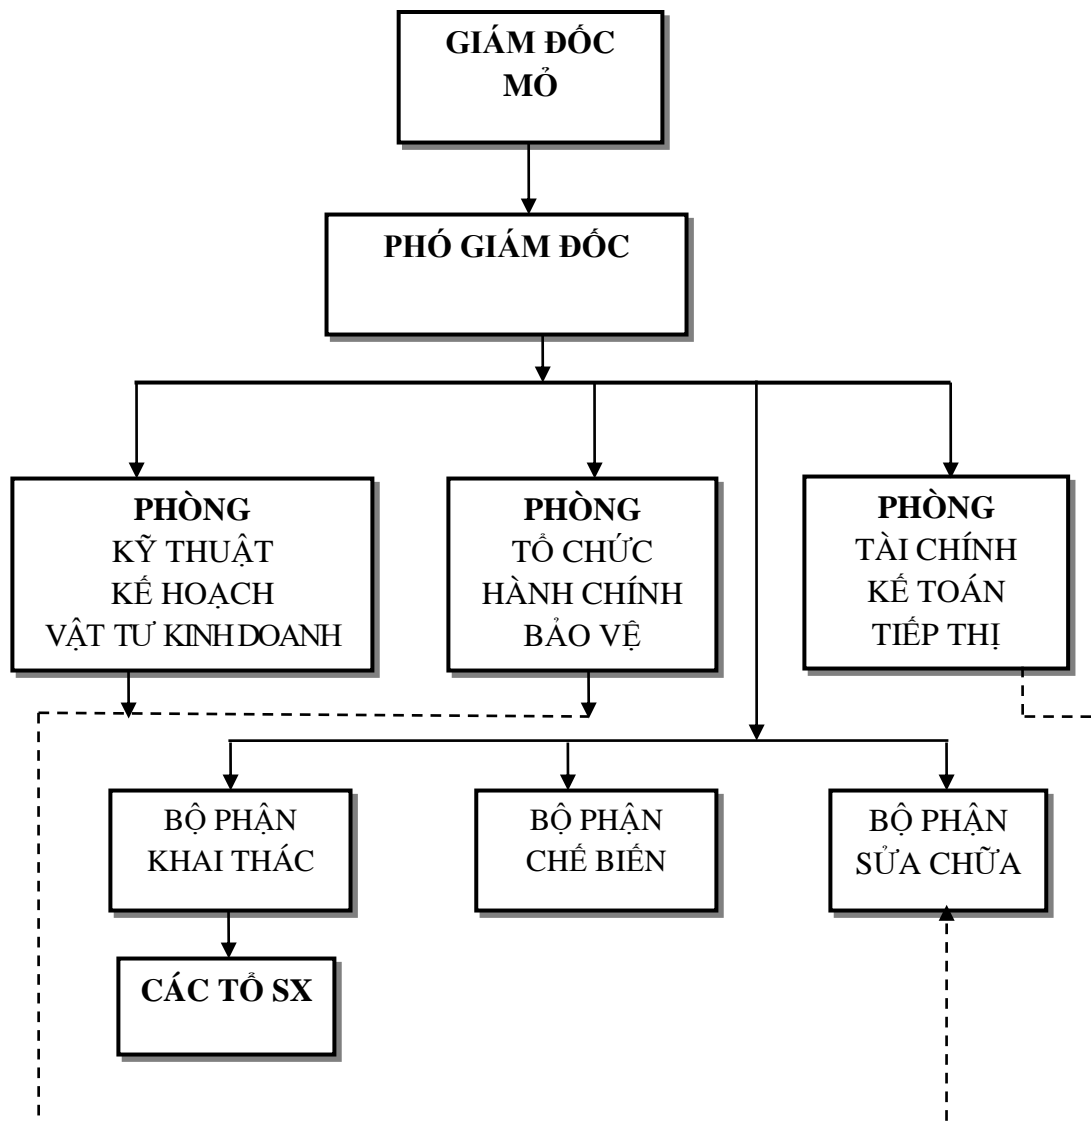 GIÁM ĐỐC
MỎ
PHÓ GIÁM ĐỐC
PHÒNG
KỸ THUẬT
KẾ HOẠCH
VẬT TƯ KINH DOANH
PHÒNG
TỔ CHỨC
HÀNH CHÍNH
BẢO VỆ
PHÒNG
TÀI CHÍNH
KẾ TOÁN
TIẾP THỊ
BỘ PHẬN
KHAI THÁC
BỘ PHẬN
CHẾ BIẾN
BỘ PHẬN
SỬA CHỮA
CÁC TỔ SX